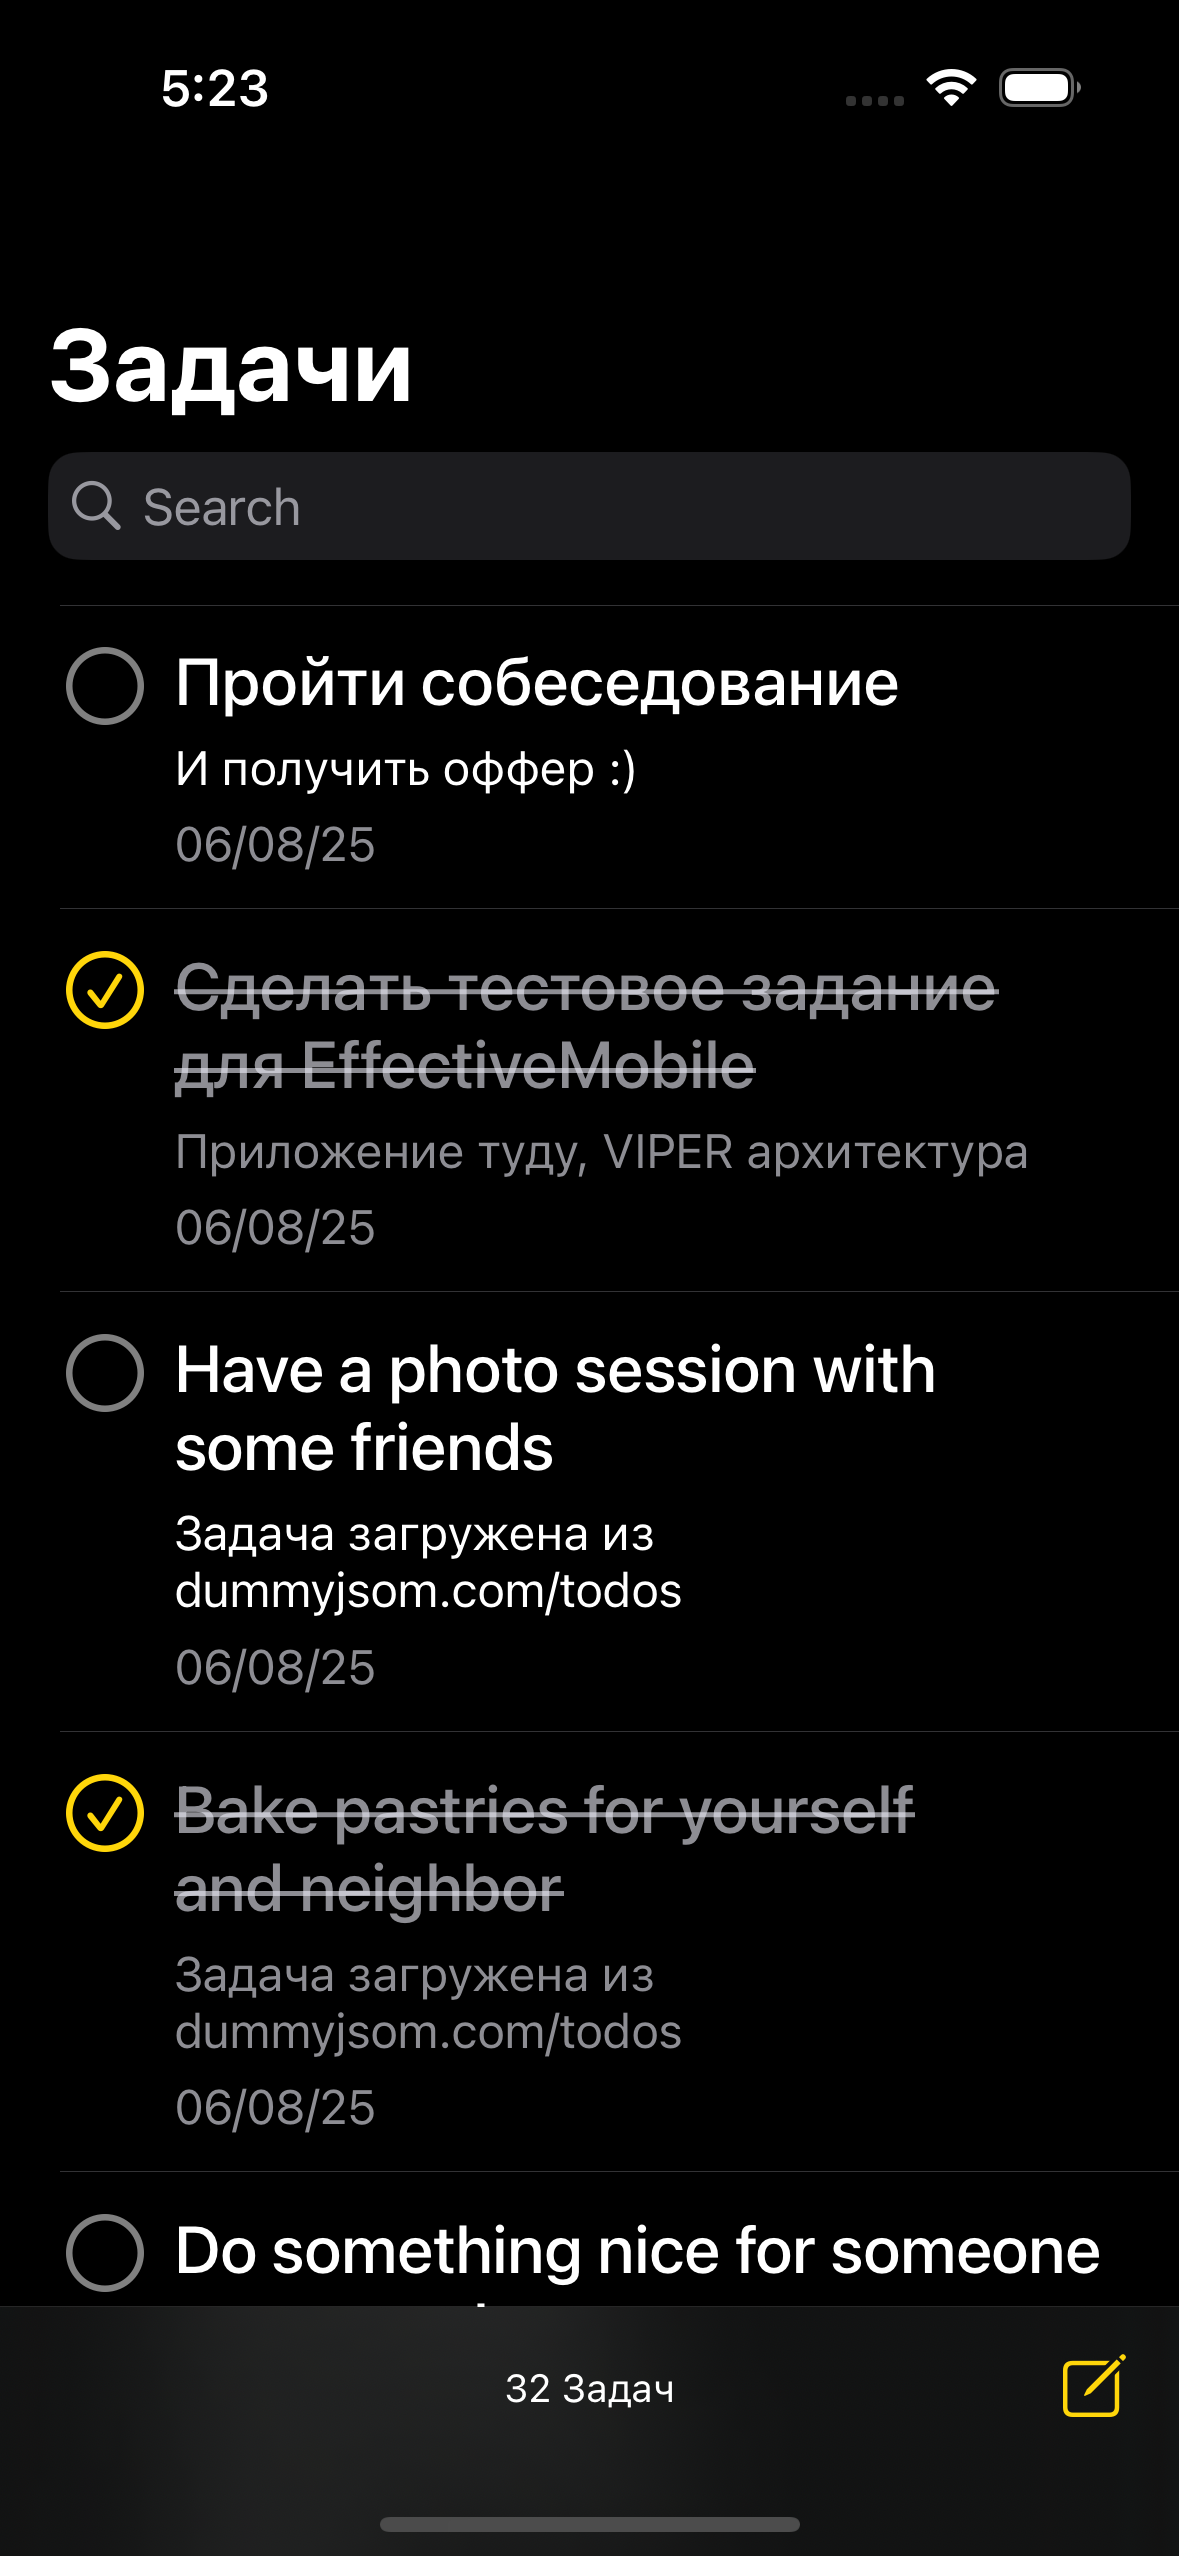 5:23
Задачи
Search
Пройти собеседование
И получить оффер :)
06/08/25
Сделать тестовое задание
для EffectiveMobile
Приложение туду, VIPER архитектура
06/08/25
Have a photo session with
some friends
Задача загружена из
dummyjsom.com/todos
06/08/25
Bake pastries for yourself
and neighbor
Задача загружена из
dummyjsom.com/todos
06/08/25
Do something nice for someone
32 Задач